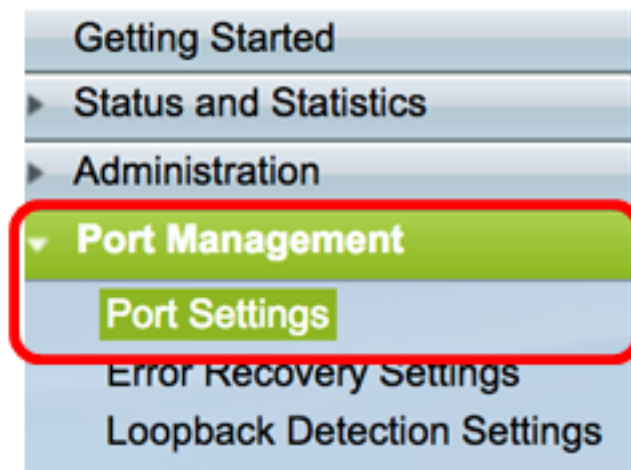 Getting Started
Status and Statistics
Administration
Port Management
Port Settings
Error Recovery Settings
Loopback Detection Settings